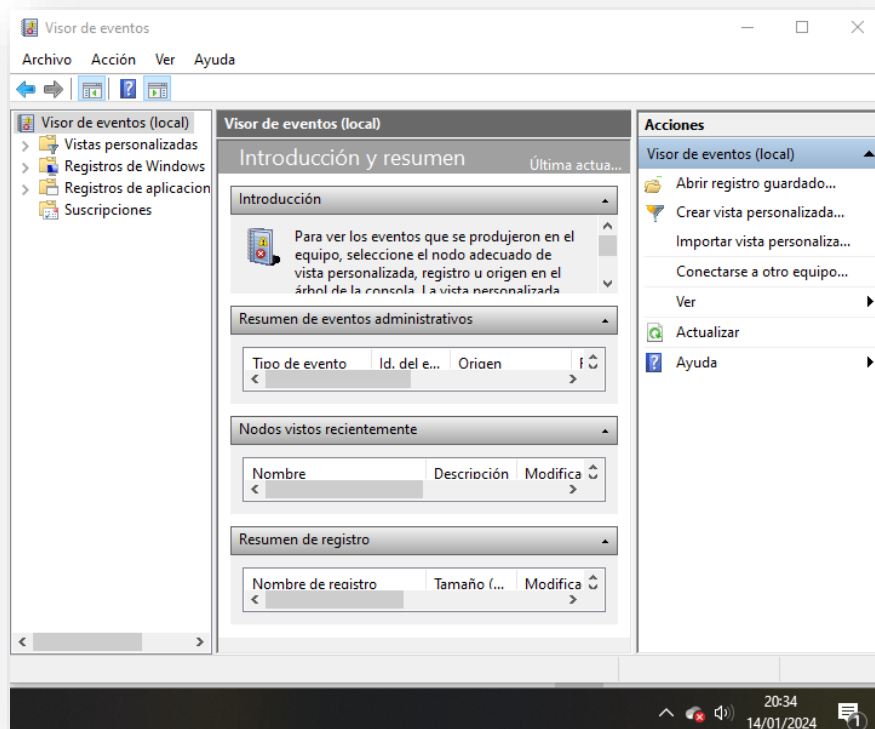 Visor de eventos
Archivo Acción Ver Ayuda
Visor de eventos (local)
Vistas personalizadas
Registros de Windows
Registros de aplicacion
Suscripciones
Visor de eventos (local)
Introducción y resumen Última actua...
Introducción
Para ver los eventos que se produjeron en el
equipo, seleccione el nodo adecuado de
vista personalizada, registro u origen en el
árbol de la consola. La vista personalizada
Resumen de eventos administrativos
Tipo de evento Id. del e... Origen
Nodos vistos recientemente
Nombre Descripción Modifica
Resumen de registro
Nombre de registro Tamaño (... Modifica
Acciones
Visor de eventos (local)
Abrir registro guardado...
Crear vista personalizada...
Importar vista personaliza...
Conectarse a otro equipo...
Ver
Actualizar
Ayuda
20:34
14/01/2024
1